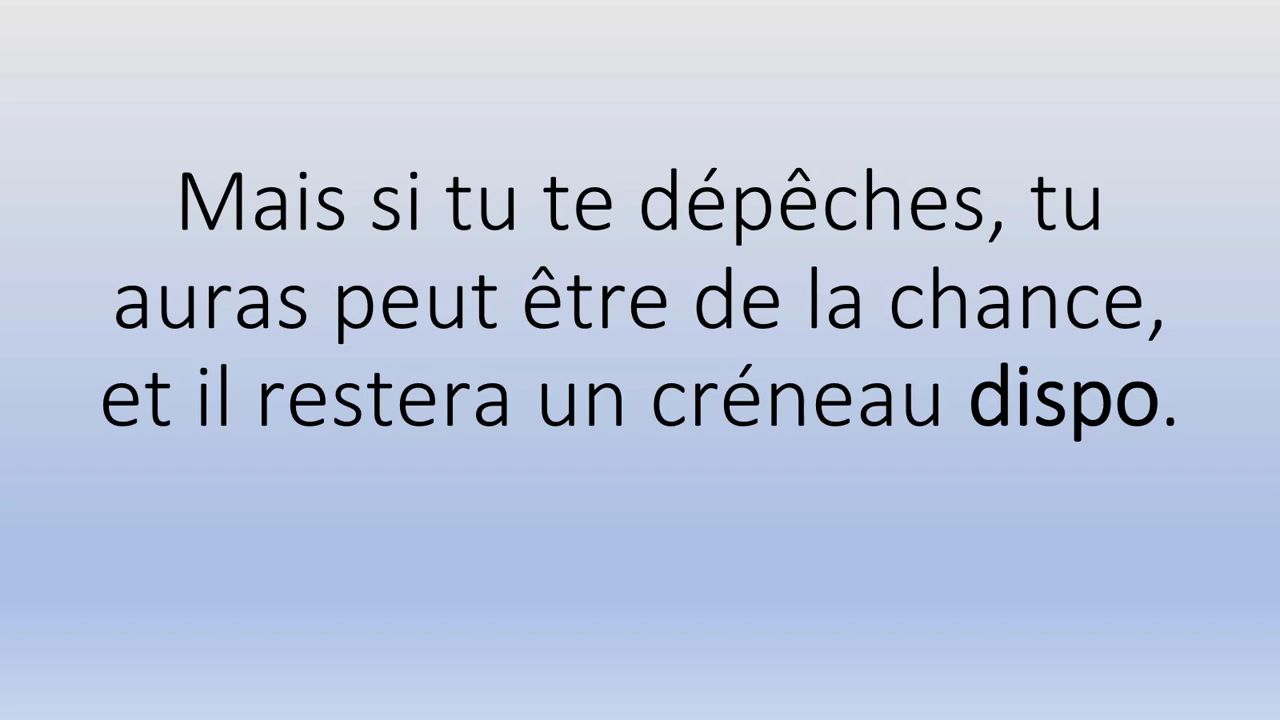 Mais si tu te dépêches, tu
auras peut être de la chance,
et il restera un créneau dispo.